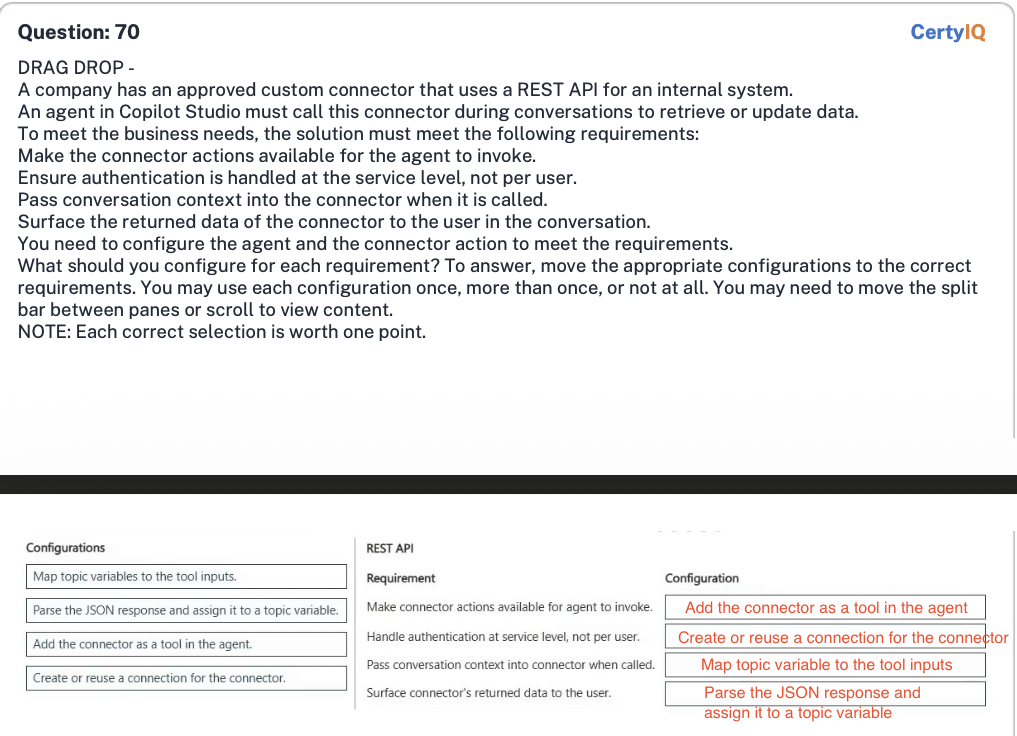 Question: 70
CertyIQ
DRAG DROP -
A company has an approved custom connector that uses a REST API for an internal system.
An agent in Copilot Studio must call this connector during conversations to retrieve or update data.
To meet the business needs, the solution must meet the following requirements:
Make the connector actions available for the agent to invoke.
Ensure authentication is handled at the service level, not per user.
Pass conversation context into the connector when it is called.
Surface the returned data of the connector to the user in the conversation.
You need to configure the agent and the connector action to meet the requirements.
What should you configure for each requirement? To answer, move the appropriate configurations to the correct
requirements. You may use each configuration once, more than once, or not at all. You may need to move the split
bar between panes or scroll to view content.
NOTE: Each correct selection is worth one point.
Configurations
Map topic variables to the tool inputs.
Parse the JSON response and assign it to a topic variable.
Add the connector as a tool in the agent.
Create or reuse a connection for the connector.
REST API
Requirement
Configuration
Make connector actions available for agent to invoke.
Add the connector as a tool in the agent
Handle authentication at service level, not per user.
Create or reuse a connection for the connector
Pass conversation context into connector when called.
Map topic variable to the tool inputs
Surface connector's returned data to the user.
Parse the JSON response and
assign it to a topic variable